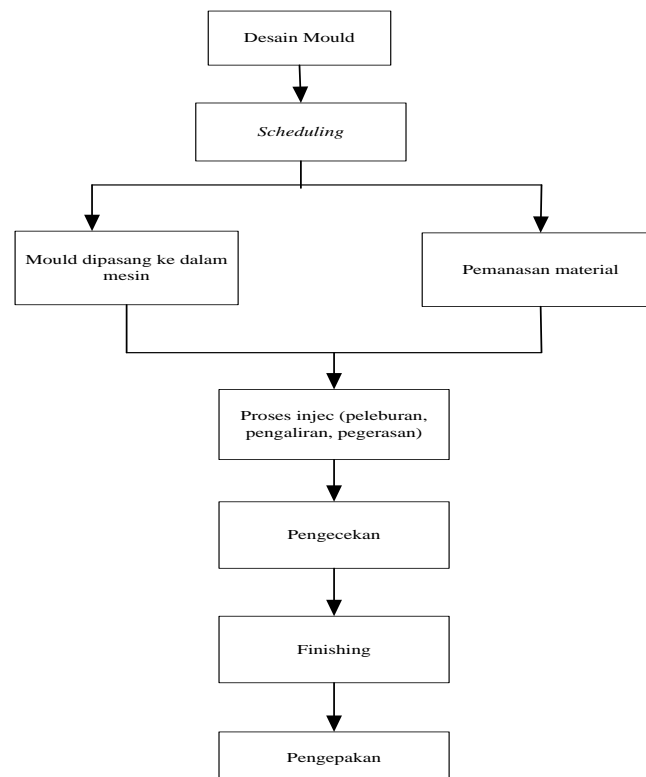 Desain Mould
Scheduling
Mould dipasang ke dalam
mesin
Pemanasan material
Proses injec (peleburan,
pengaliran, pegerasan)
Pengecekan
Finishing
Pengepakan